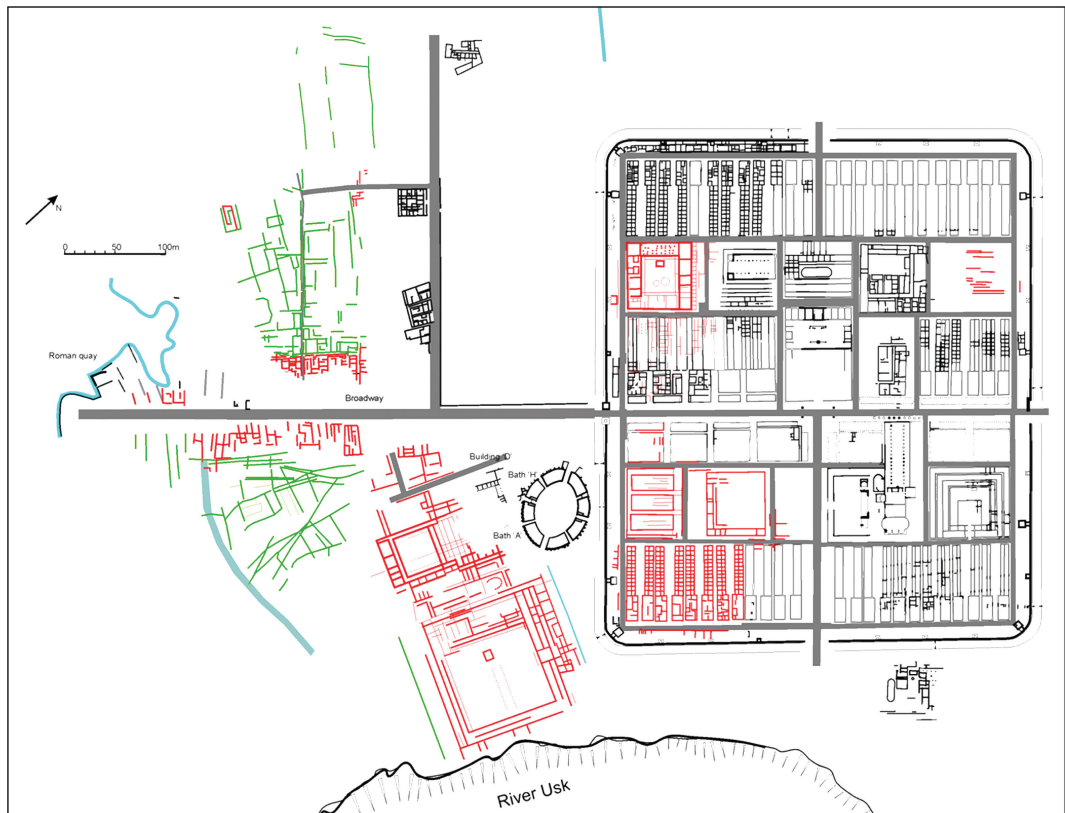 N
0 50 100m
Roman quay
Broadway
Building 'D'
Bath 'H'
Bath 'A'
River Usk